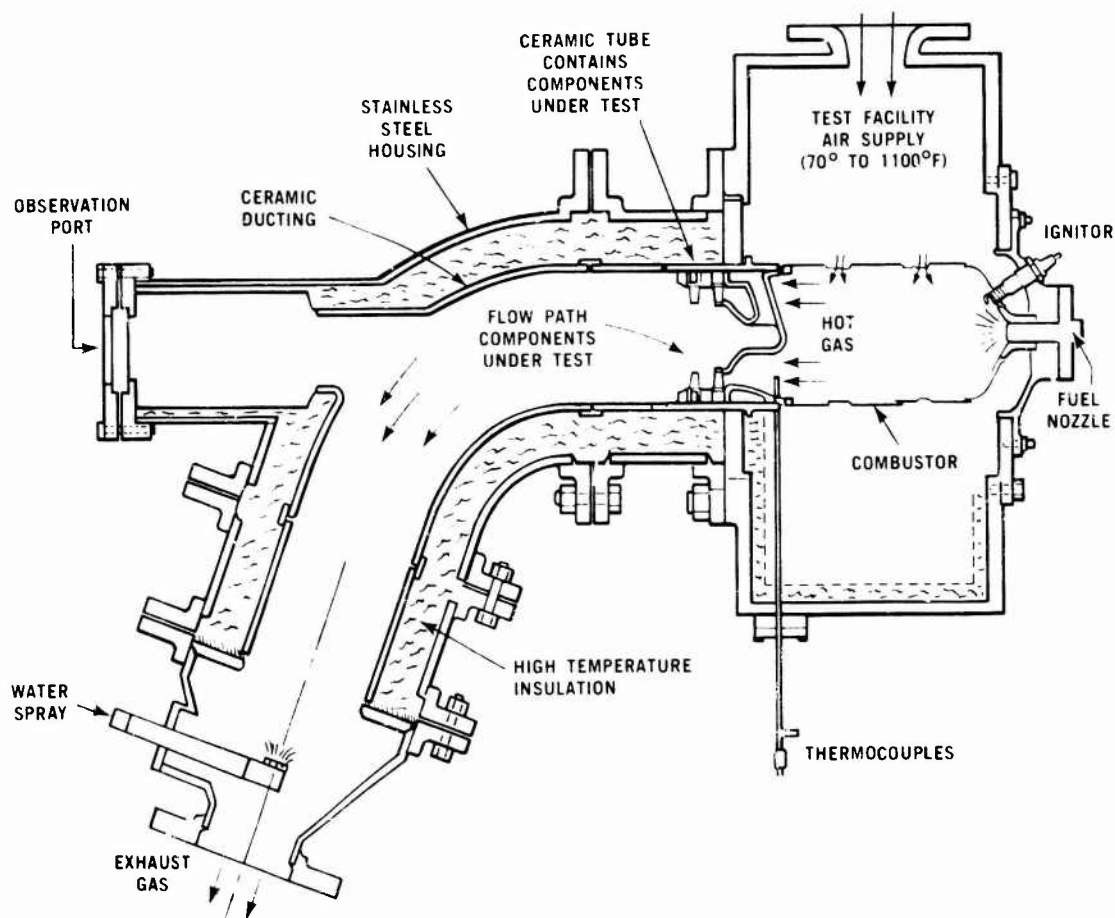 CERAMIC TUBE
CONTAINS
COMPONENTS
UNDER TEST
STAINLESS
STEEL
HOUSING
TEST FACILITY
AIR SUPPLY
(70° TO 1100°F)
CERAMIC
DUCTING
OBSERVATION
PORT
IGNITOR
FLOW PATH
COMPONENTS
UNDER TEST
HOT
GAS
FUEL
NOZZLE
COMBUSTOR
HIGH TEMPERATURE
INSULATION
WATER
SPRAY
THERMOCOUPLES
EXHAUST
GAS